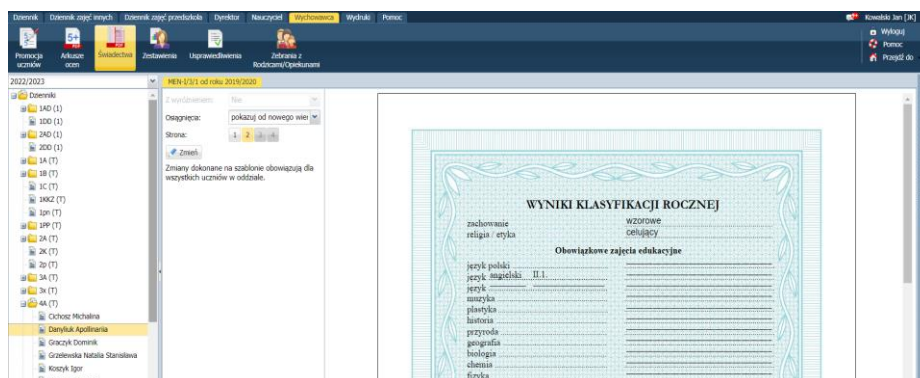 Dziennik Dziennik zajęć innych Dziennik zajęć przedszkola Dyrektor Nauczyciel Wychowawca Wydruki Pomoc Kowalski Jan [JK]
Wyloguj
Pomoc
Przejdź do
Promocja uczniów
Arkusze ocen
Świadectwa
Zestawienia
Usprawiedliwienia
Zebrania z Rodzicami/Opiekunami
2022/2023
MEN-I/3/1 od roku 2019/2020
Dzienniki
1AD (1)
1DD (1)
2AD (1)
2DD (1)
1A (T)
1B (T)
1C (T)
1KKZ (T)
1pn (T)
1PP (T)
2A (T)
2K (T)
2p (T)
3A (T)
3x (T)
4A (T)
Cichosz Michalina
Danyliuk Apollinariia
Graczyk Dominik
Grzelewska Natalia Stanisława
Koszyk Igor
Z wyróżnieniem: Nie
Osiągnięcia: pokazuj od nowego wier
Strona: 1 2 3 4
Zmień
Zmiany dokonane na szablonie obowiązują dla
wszystkich uczniów w oddziale.
WYNIKI KLASYFIKACJI ROCZNEJ
zachowanie wzorowe
religia / etyka celujący
Obowiązkowe zajęcia edukacyjne
język polski
język angielski II.1.
język
muzyka
plastyka
historia
przyroda
geografia
biologia
chemia
fizyka